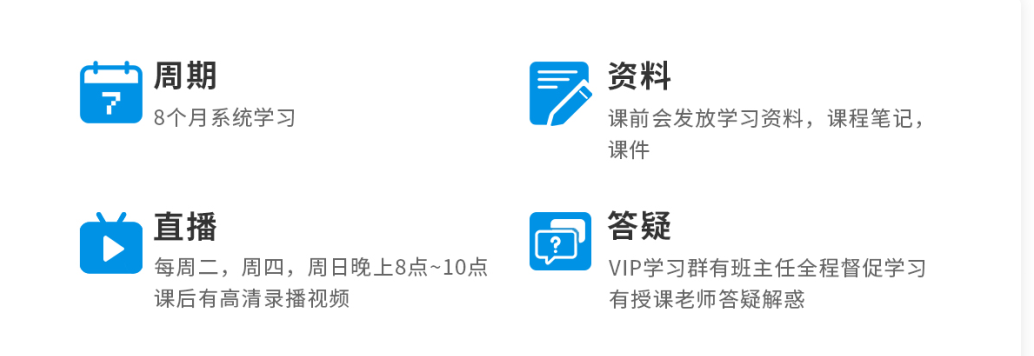 7
周期
8个月系统学习
资料
课前会发放学习资料，课程笔记，
课件
直播
每周二，周四，周日晚上8点~10点
课后有高清录播视频
?
答疑
VIP学习群有班主任全程督促学习
有授课老师答疑解惑